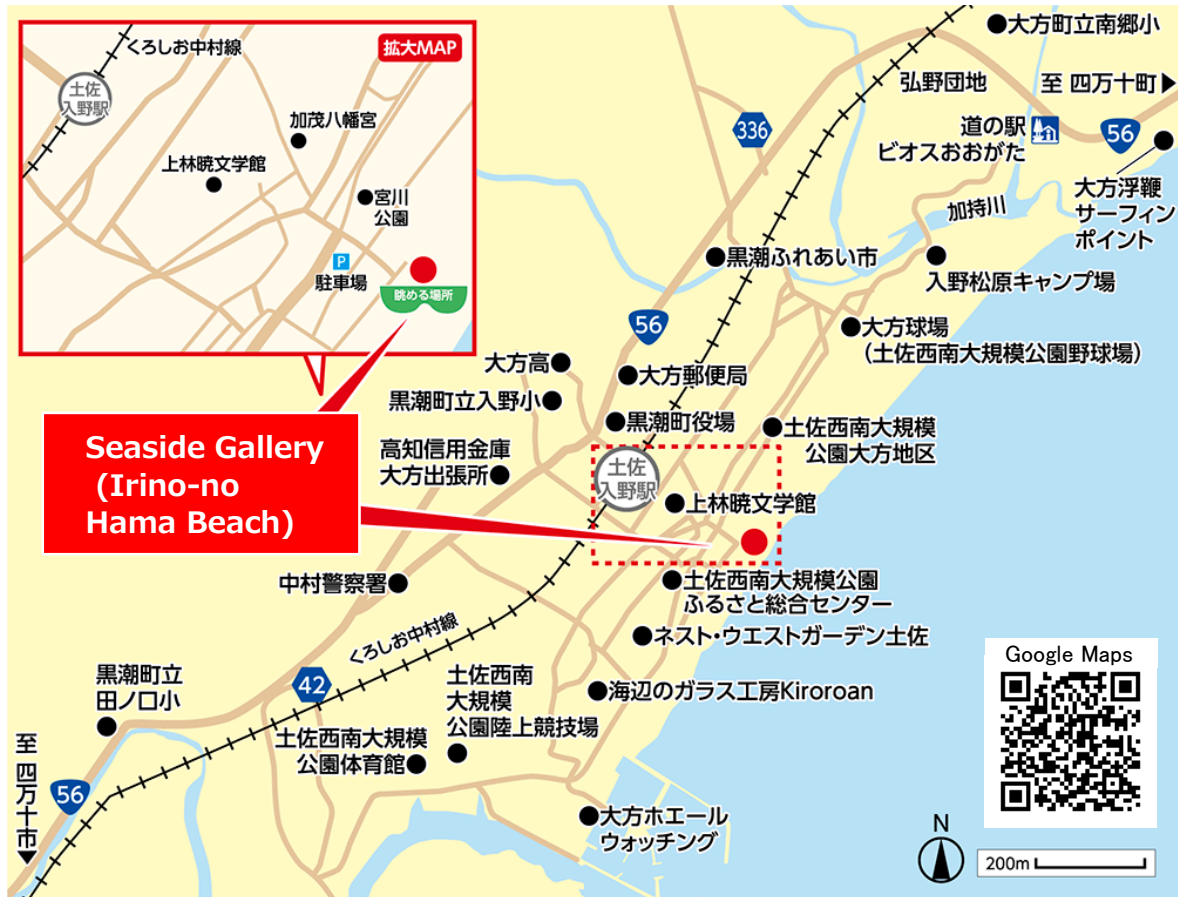 くろしお中村線
拡大MAP
土佐
入野駅
加茂八幡宮
上林暁文学館
宮川
公園
P
駐車場
眺める場所
大方町立南郷小
弘野団地
至 四万十町
336
道の駅
ビオスおおがた
56
大方浮鞭
サーフィン
ポイント
加持川
黒潮ふれあい市
入野松原キャンプ場
56
大方球場
(土佐西南大規模公園野球場)
大方高
大方郵便局
黒潮町立入野小
黒潮町役場
土佐西南大規模
公園大方地区
Seaside Gallery
(Irino-no
Hama Beach)
高知信用金庫
大方出張所
土佐
入野駅
上林暁文学館
中村警察署
土佐西南大規模公園
ふるさと総合センター
くろしお中村線
ネスト・ウエストガーデン土佐
黒潮町立
田ノ口小
42
土佐西南
大規模
公園陸上競技場
海辺のガラス工房Kiroroan
土佐西南大規模
公園体育館
至 四万十市
56
大方ホエール
ウォッチング
Google Maps
N
200m